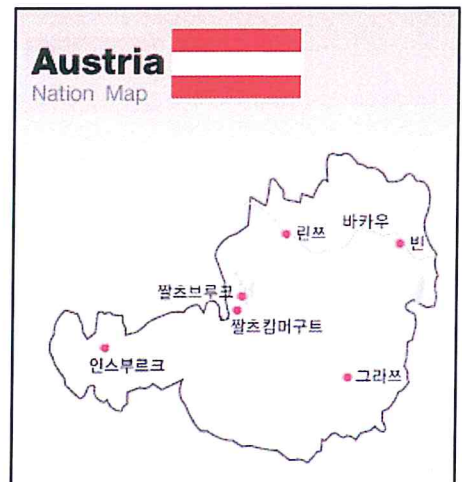 Austria
Nation Map
린쯔
바카우
빈
짤츠브루크
짤츠캄머구트
인스부르크
그라쯔